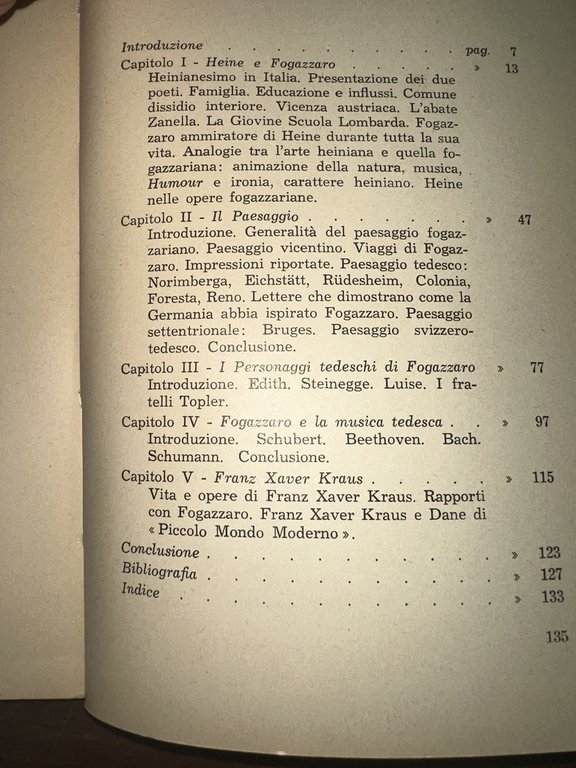 Introduzione . . . . . . . . . . pag. 7
Capitolo I - Heine e Fogazzaro . . . . . » 13
Heinianesimo in Italia. Presentazione dei due
poeti. Famiglia. Educazione e influssi. Comune
dissidio interiore. Vicenza austriaca. L'abate
Zanella. La Giovine Scuola Lombarda. Fogaz-
zaro ammiratore di Heine durante tutta la sua
vita. Analogie tra l'arte heiniana e quella fo-
gazzariana: animazione della natura, musica,
Humour e ironia, carattere heiniano. Heine
nelle opere fogazzariane.
Capitolo II - Il Paesaggio . . . . . . . » 47
Introduzione. Generalità del paesaggio fogaz-
zariano. Paesaggio vicentino. Viaggi di Fogaz-
zaro. Impressioni riportate. Paesaggio tedesco:
Norimberga, Eichstätt, Rüdesheim, Colonia,
Foresta, Reno. Lettere che dimostrano come la
Germania abbia ispirato Fogazzaro. Paesaggio
settentrionale: Bruges. Paesaggio svizzero-
tedesco. Conclusione.
Capitolo III - I Personaggi tedeschi di Fogazzaro » 77
Introduzione. Edith. Steinegge. Luise. I fra-
telli Topler.
Capitolo IV - Fogazzaro e la musica tedesca . . » 97
Introduzione. Schubert. Beethoven. Bach.
Schumann. Conclusione.
Capitolo V - Franz Xaver Kraus . . . . . » 115
Vita e opere di Franz Xaver Kraus. Rapporti
con Fogazzaro. Franz Xaver Kraus e Dane di
« Piccolo Mondo Moderno ».
Conclusione . . . . . . . . . . . » 123
Bibliografia . . . . . . . . . . . » 127
Indice . . . . . . . . . . . » 133
135